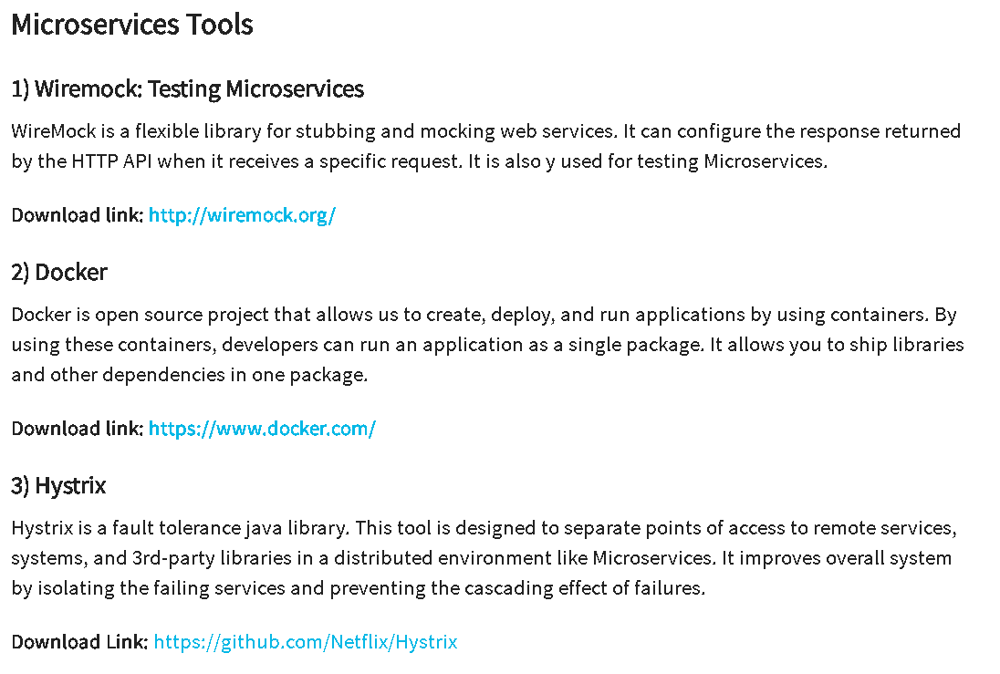 Microservices Tools
1) Wiremock: Testing Microservices
WireMock is a flexible library for stubbing and mocking web services. It can configure the response returned
by the HTTP API when it receives a specific request. It is also y used for testing Microservices.
Download link: http://wiremock.org/
2) Docker
Docker is open source project that allows us to create, deploy, and run applications by using containers. By
using these containers, developers can run an application as a single package. It allows you to ship libraries
and other dependencies in one package.
Download link: https://www.docker.com/
3) Hystrix
Hystrix is a fault tolerance java library. This tool is designed to separate points of access to remote services,
systems, and 3rd-party libraries in a distributed environment like Microservices. It improves overall system
by isolating the failing services and preventing the cascading effect of failures.
Download Link: https://github.com/Netflix/Hystrix